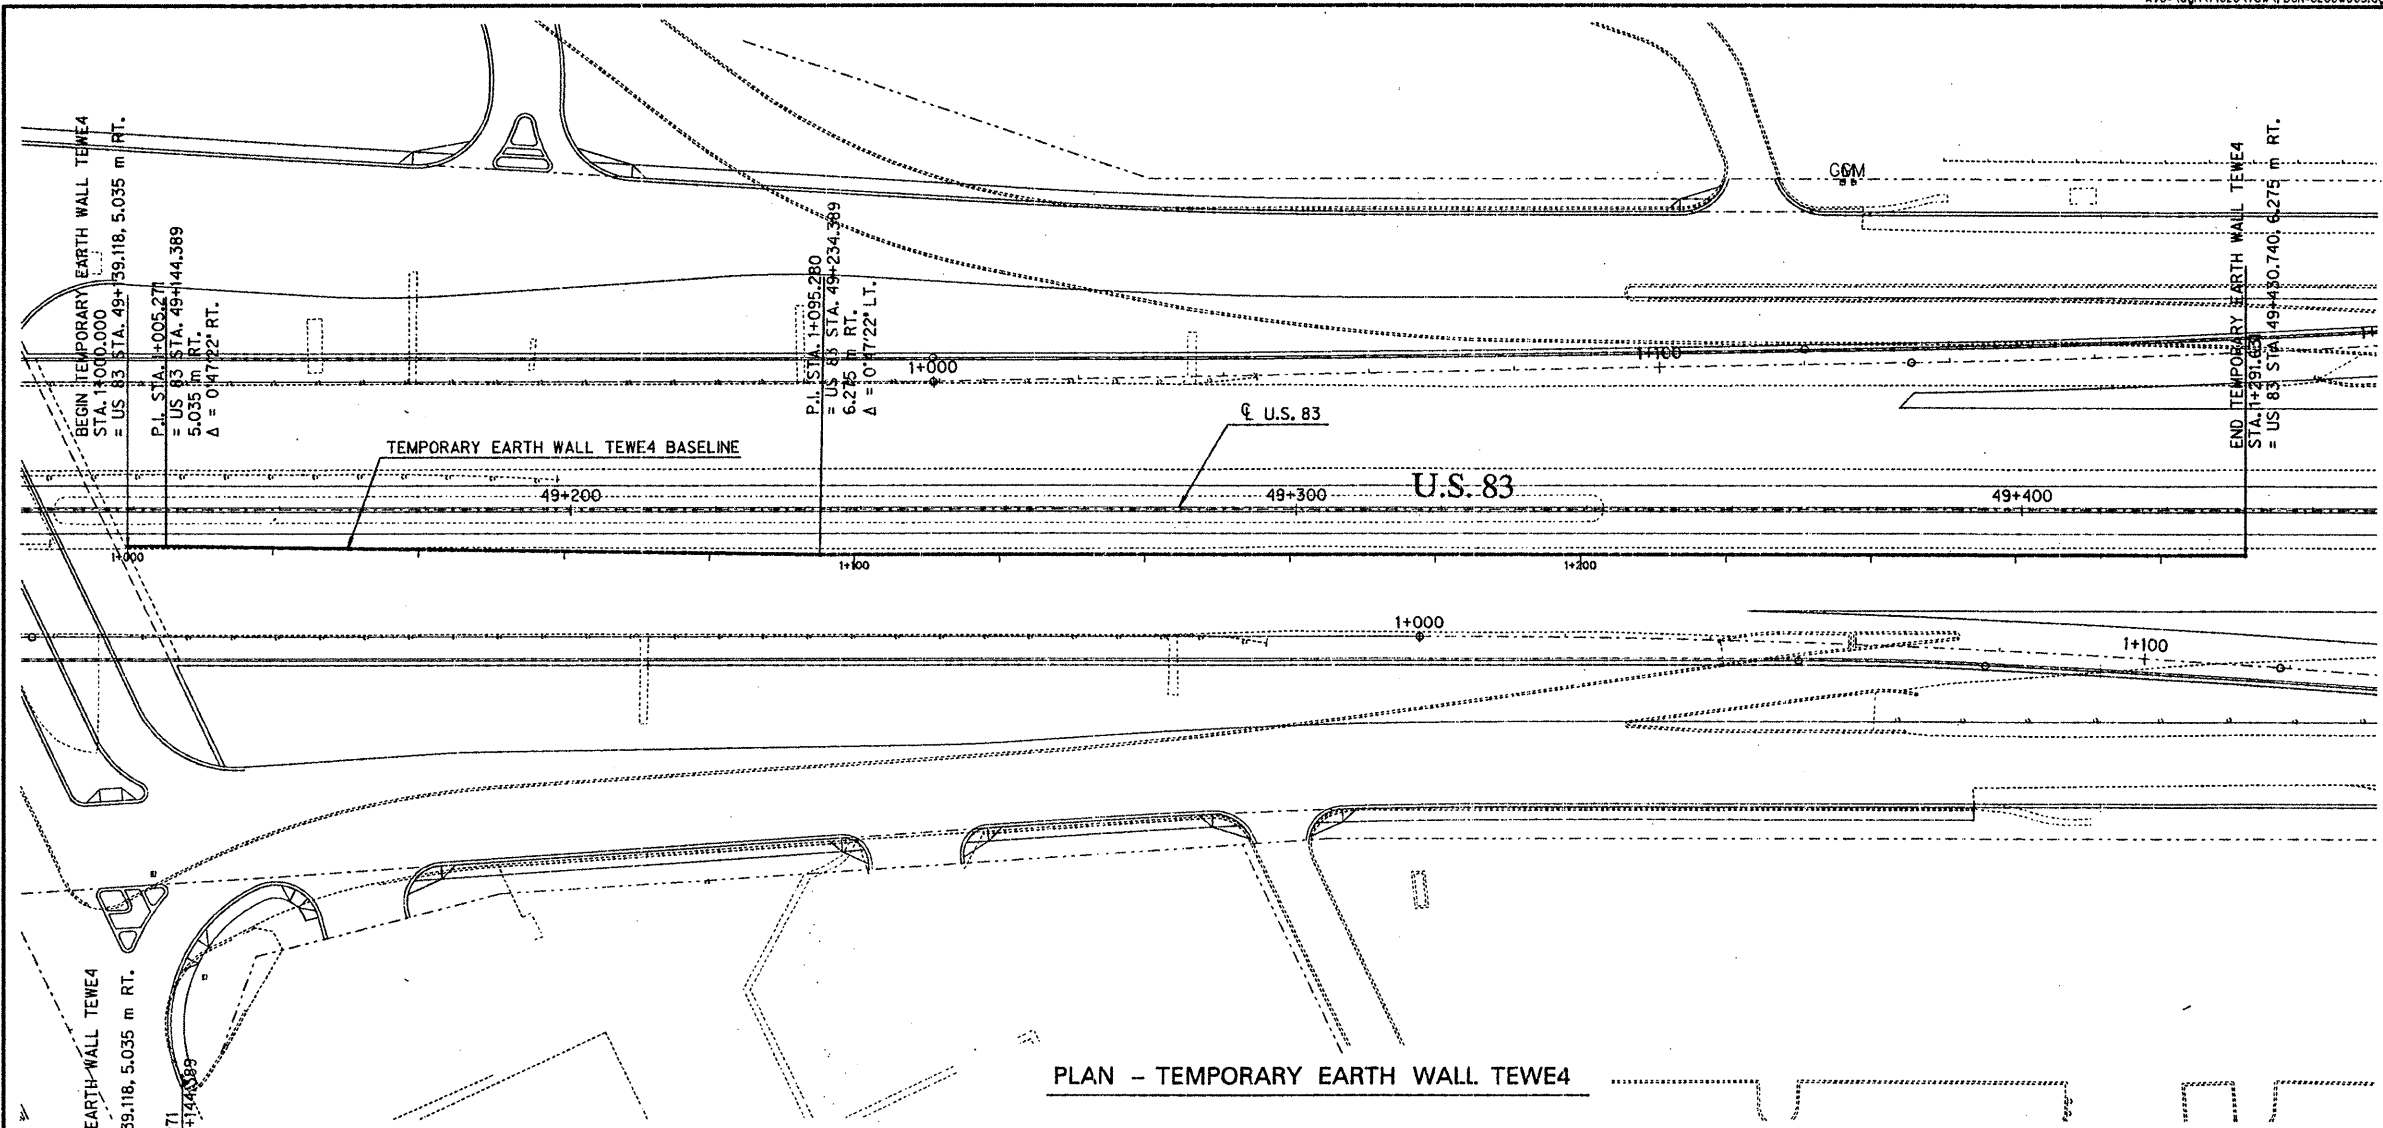 BEGIN TEMPORARY EARTH WALL TEWE4
STA. 1+000.000
= US 83 STA. 49+139.118, 5.035 m RT.
P.I. STA. 1+005.271
= US 83 STA. 49+144.389
5.035 m RT.
Δ = 0°47'22" RT.
P.I. STA. 1+095.280
= US 83 STA. 49+234.389
6.275 m RT.
Δ = 0°47'22" LT.
END TEMPORARY EARTH WALL TEWE4
= US 83 STA. 49+430.740, 6.275 m RT.
GM
1+000
1+100
℄ U.S. 83
TEMPORARY EARTH WALL TEWE4 BASELINE
49+200
49+300
U.S. 83
49+400
1+000
1+100
1+200
1+000
1+100
EARTH WALL TEWE4
39.118, 5.035 m RT.
71
+144.389
PLAN - TEMPORARY EARTH WALL TEWE4